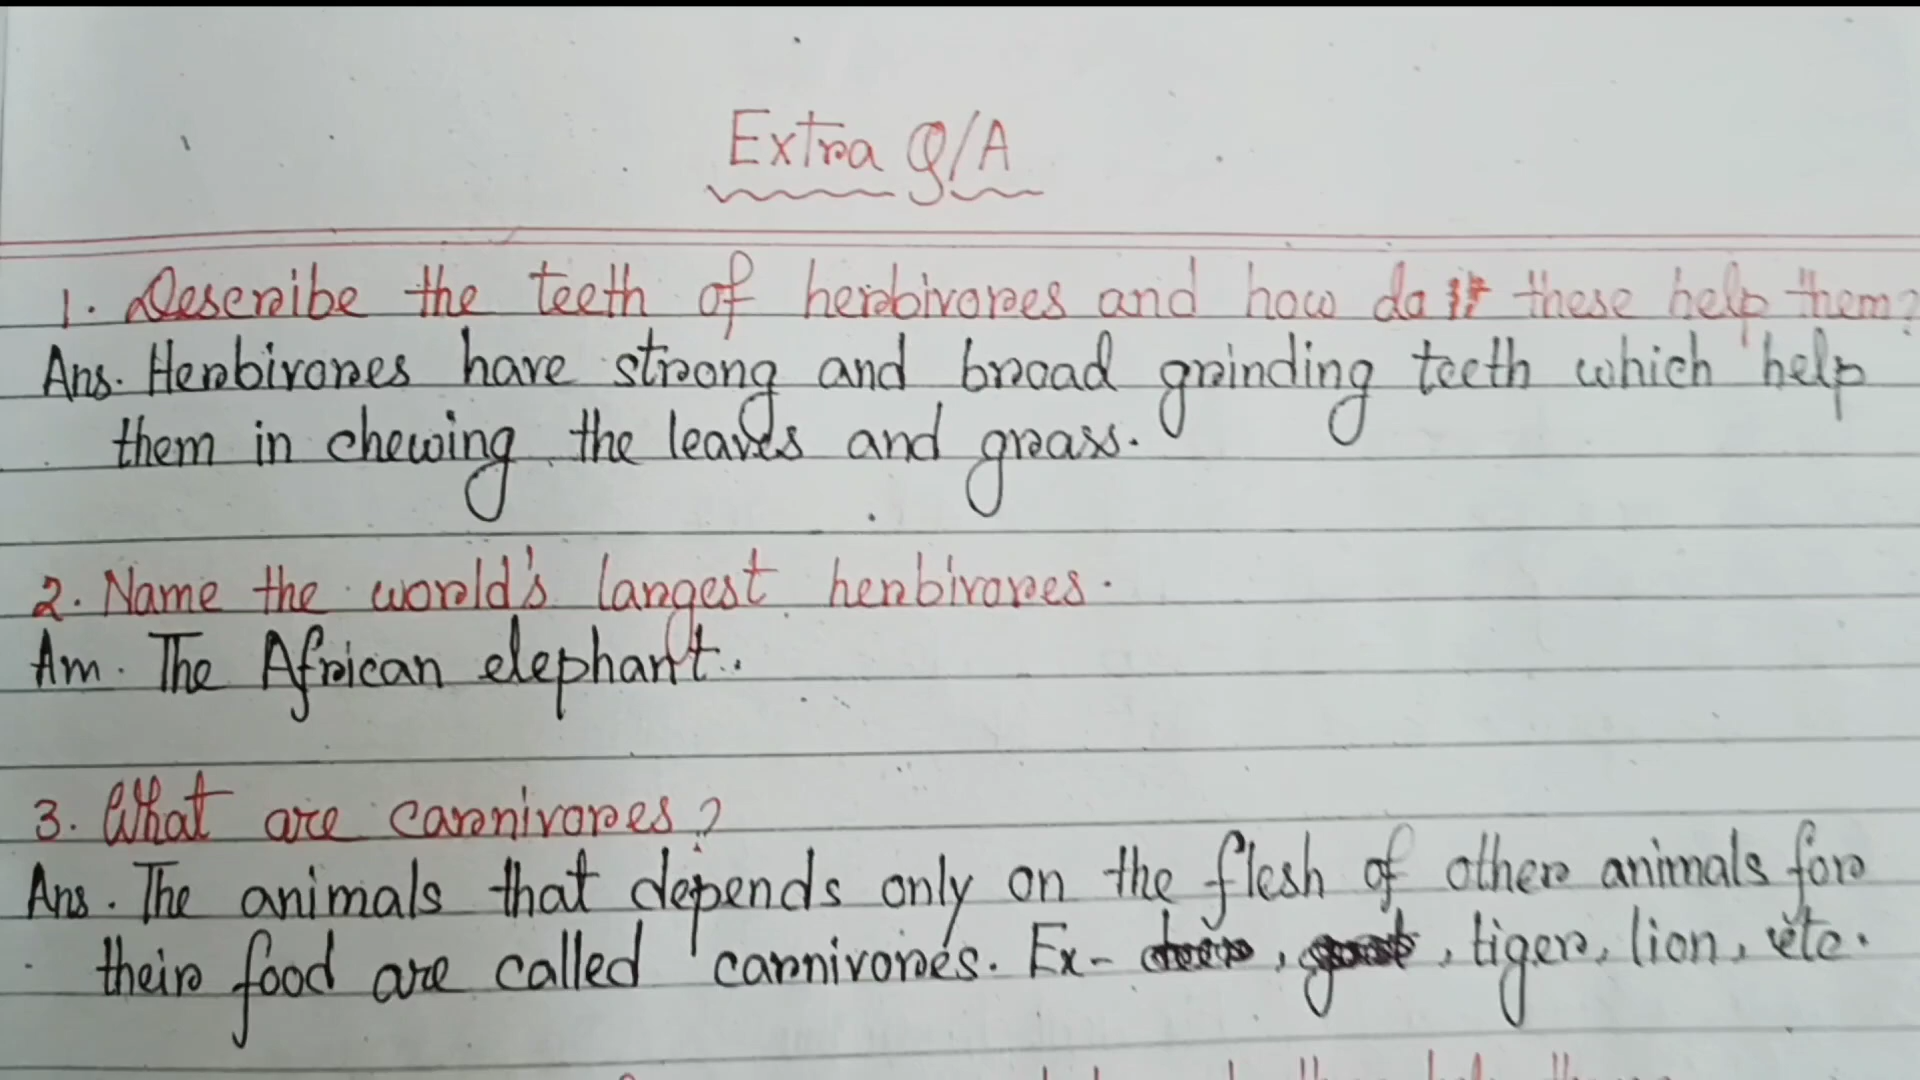 Extra Q/A
1. Describe the teeth of herbivores and how do these help them?
Ans. Herbivores have strong and broad grinding teeth which help
them in chewing the leaves and grass.
2. Name the world's largest herbivores.
Ans. The African elephant.
3. What are carnivores?
Ans. The animals that depends only on the flesh of other animals for
their food are called carnivores. Ex- , , tiger, lion, etc.